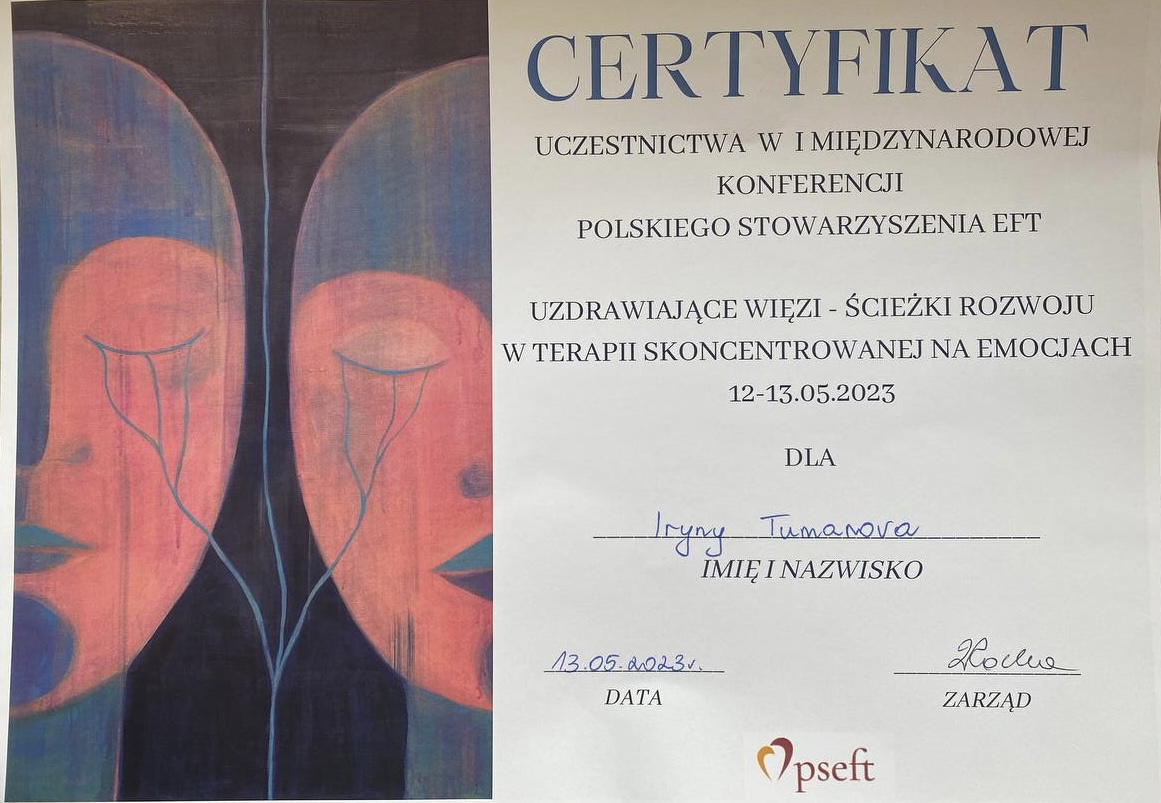 CERTYFIKAT
UCZESTNICTWA W I MIĘDZYNARODOWEJ
KONFERENCJI
POLSKIEGO STOWARZYSZENIA EFT
UZDRAWIAJĄCE WIĘZI - ŚCIEŻKI ROZWOJU
W TERAPII SKONCENTROWANEJ NA EMOCJACH
12-13.05.2023
DLA
Iryny Tumanova
IMIĘ I NAZWISKO
13.05.2023r.
DATA
ZARZĄD
pseft